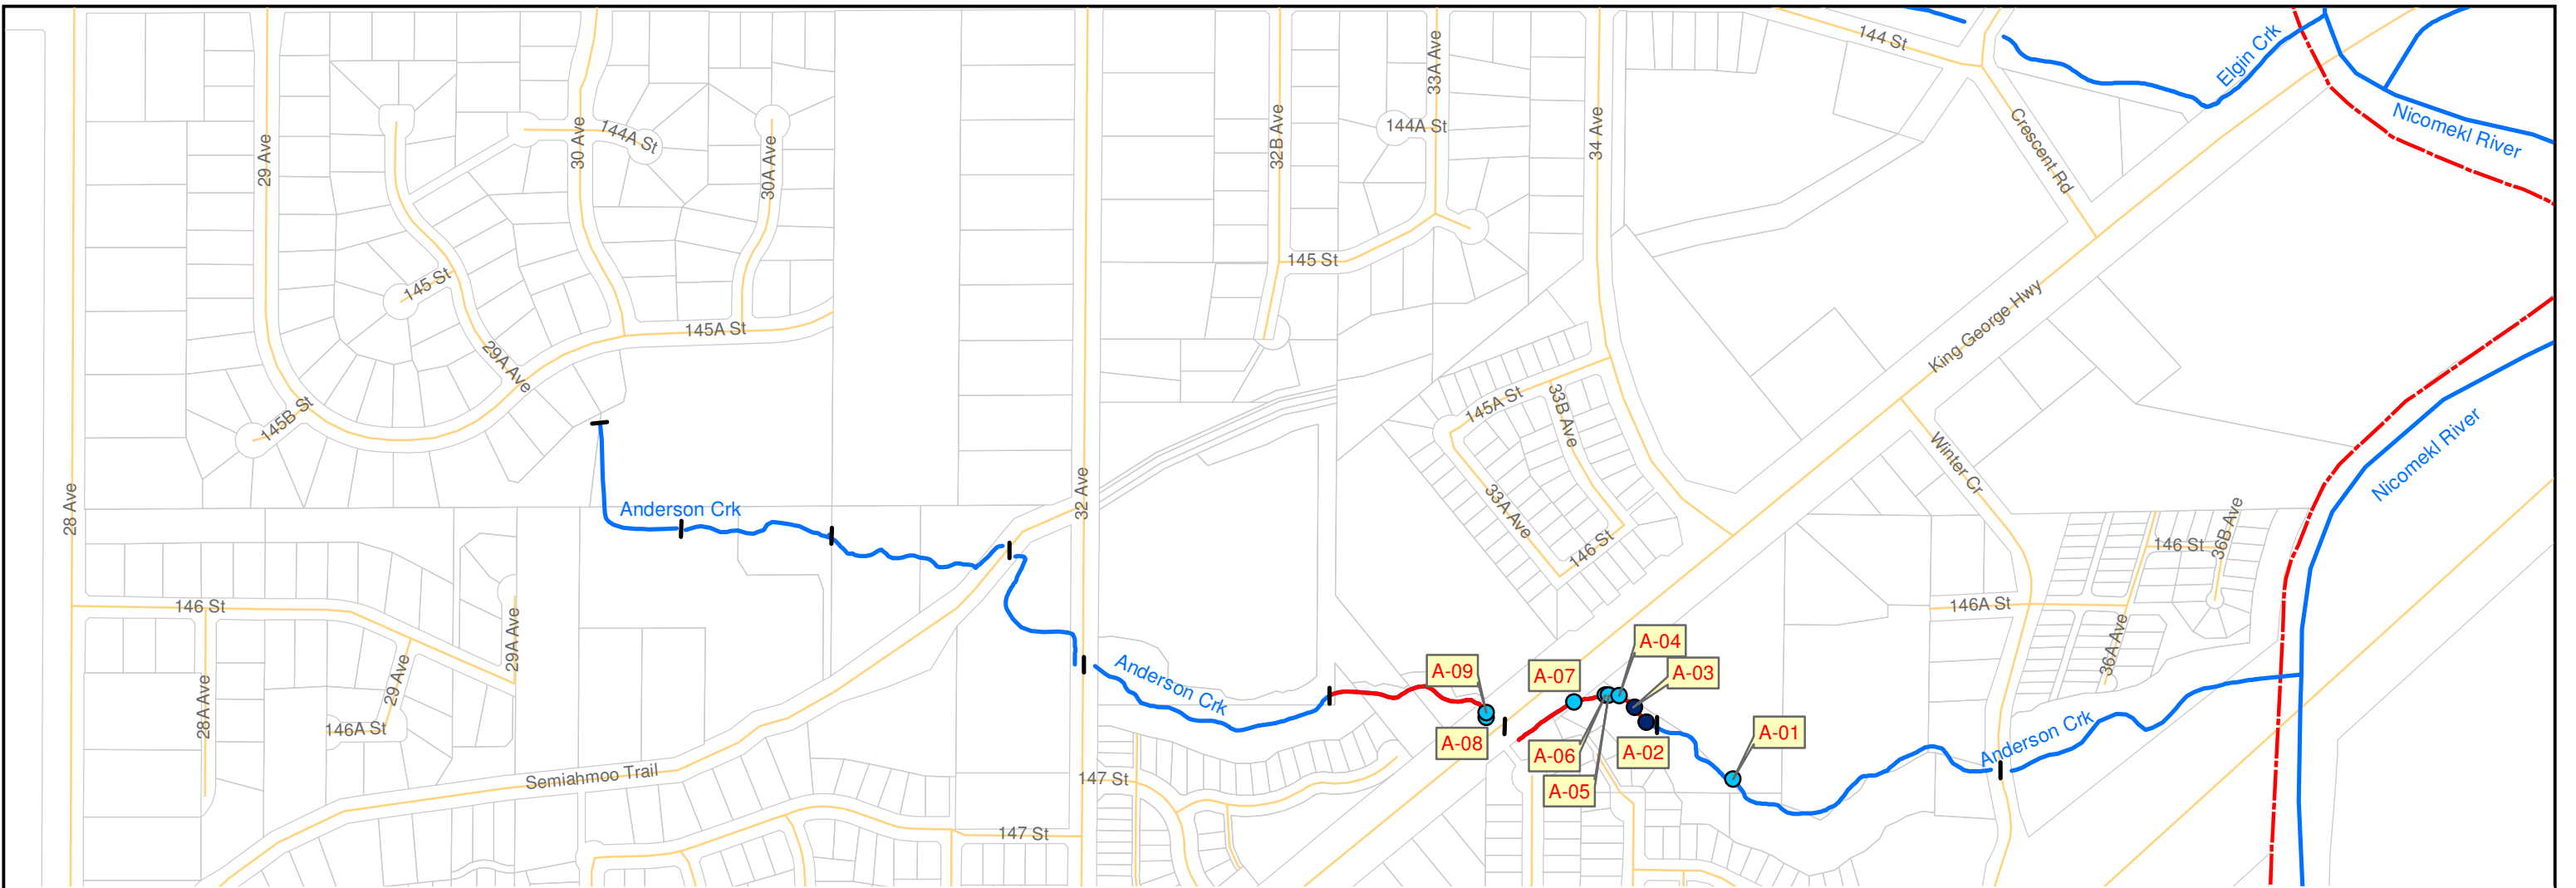 144 St
Elgin Crk
Nicomekl River
Crescent Rd
33A Ave
144A St
32B Ave
34 Ave
29 Ave
30 Ave
144A St
30A Ave
145 St
145 St
145A St
29A Ave
145B St
King George Hwy
145A St
33B Ave
33A Ave
146 St
Winter Cr
Nicomekl River
28 Ave
Anderson Crk
32 Ave
146 St
36B Ave
146 St
29A Ave
146A St
36A Ave
28A Ave
29 Ave
146A St
Anderson Crk
A-09
A-07
A-04
A-03
A-08
A-06
A-02
A-01
A-05
Anderson Crk
Semiahmoo Trail
147 St
147 St